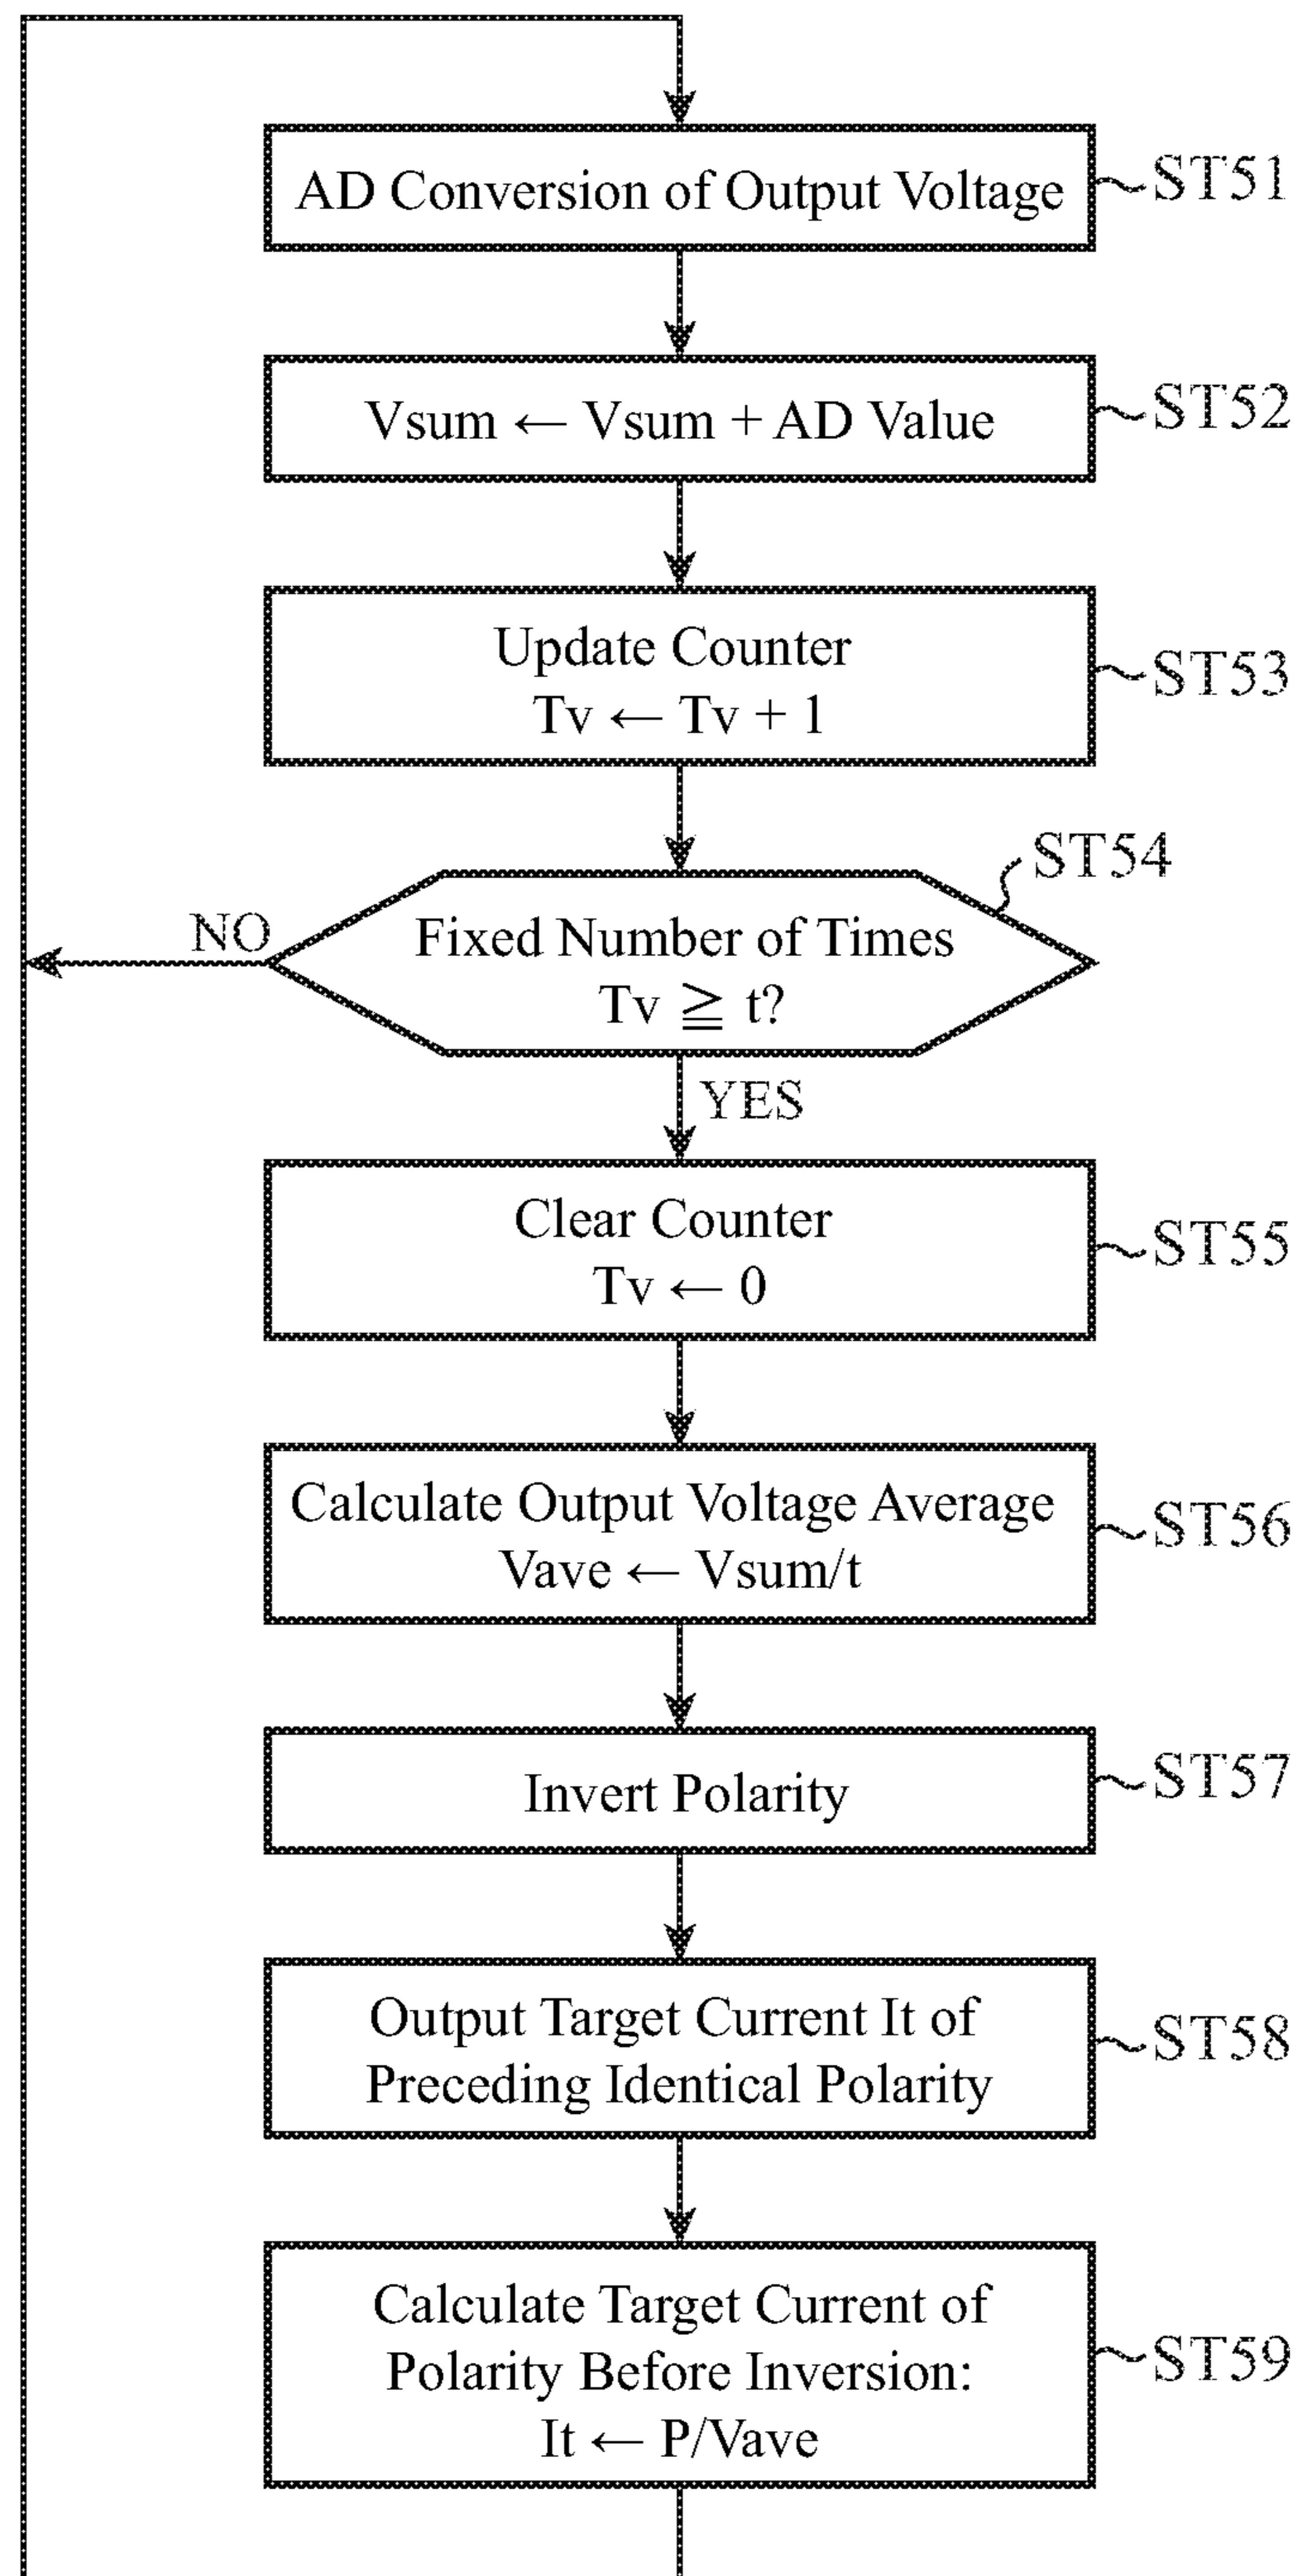 AD Conversion of Output Voltage
ST51
Vsum ← Vsum + AD Value
ST52
Update Counter
Tv ← Tv + 1
ST53
ST54
NO
Fixed Number of Times
Tv ≧ t?
YES
Clear Counter
Tv ← 0
ST55
Calculate Output Voltage Average
Vave ← Vsum/t
ST56
Invert Polarity
ST57
Output Target Current It of
Preceding Identical Polarity
ST58
Calculate Target Current of
Polarity Before Inversion:
It ← P/Vave
ST59